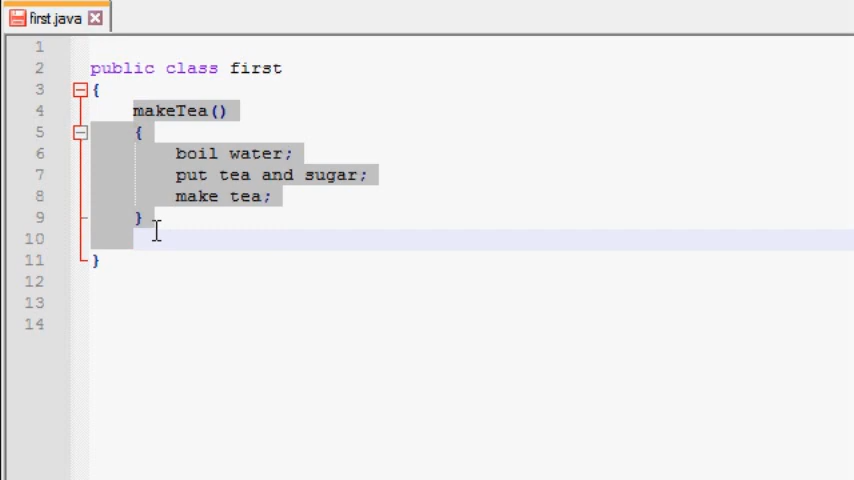 first.java
1
2 public class first
3 {
4 makeTea()
5 {
6 boil water;
7 put tea and sugar;
8 make tea;
9 }
10
11 }
12
13
14